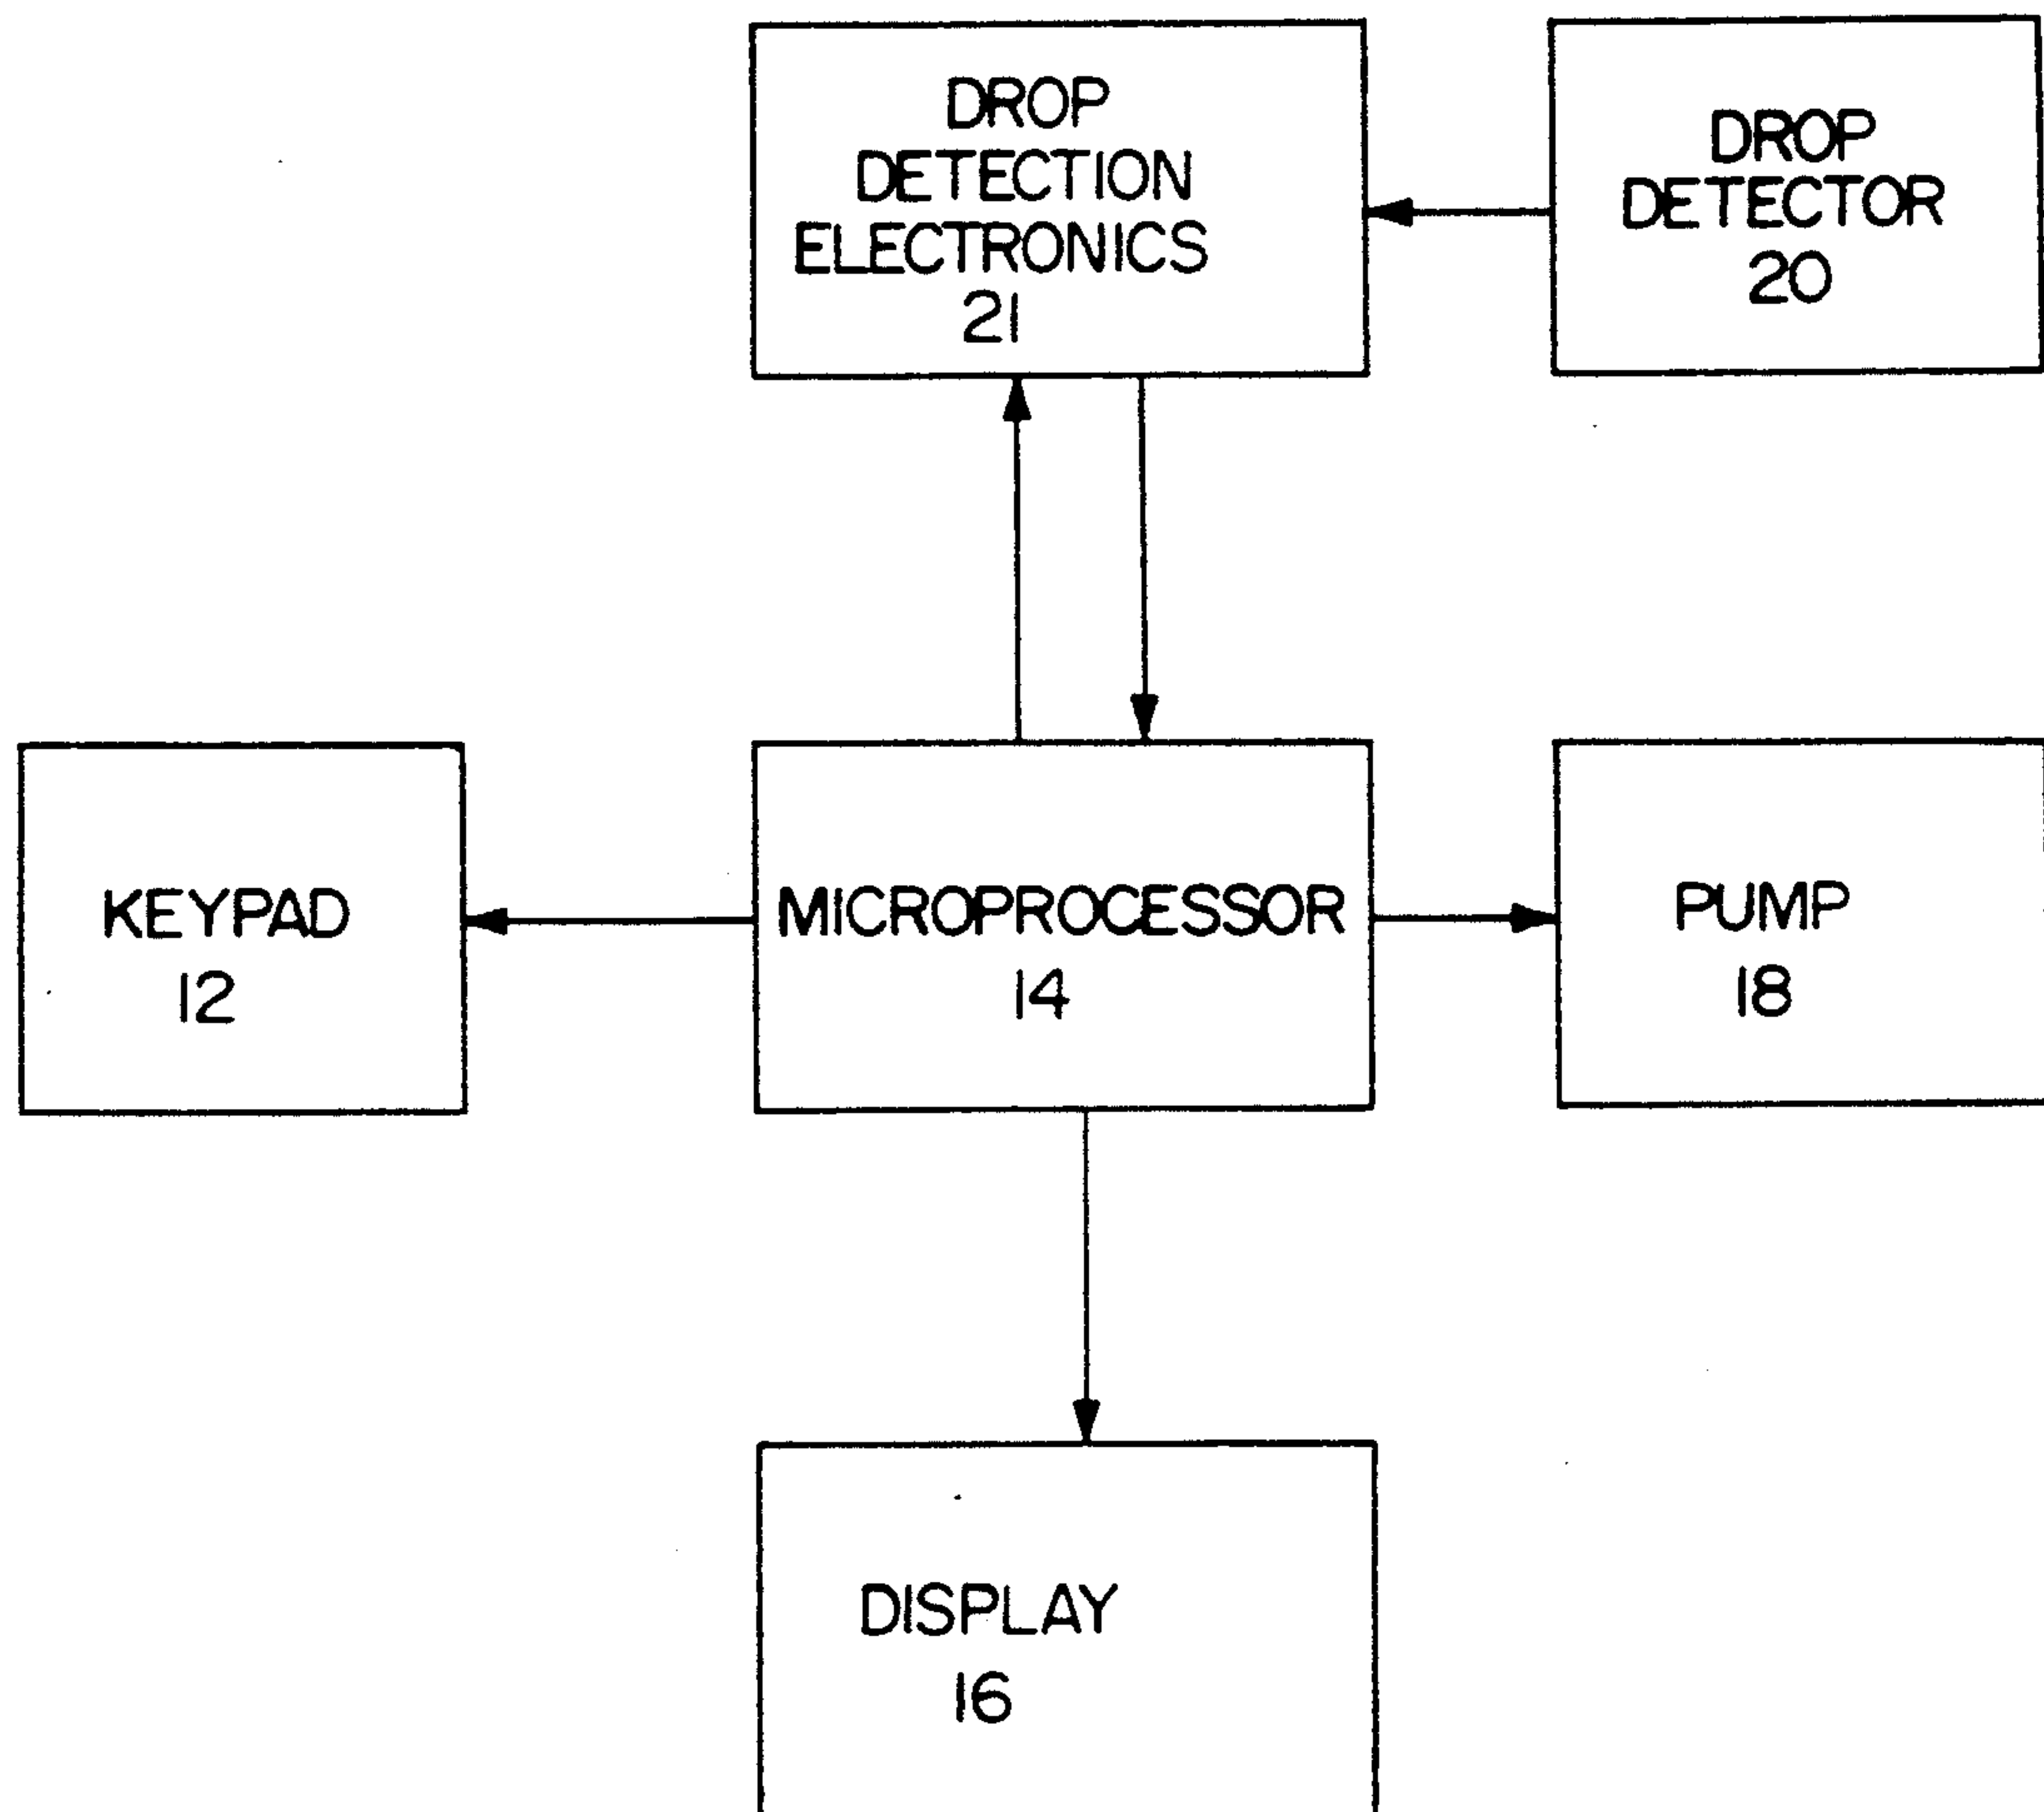 DROP
DETECTION
ELECTRONICS
21
DROP
DETECTOR
20
KEYPAD
12
MICROPROCESSOR
14
PUMP
18
DISPLAY
16